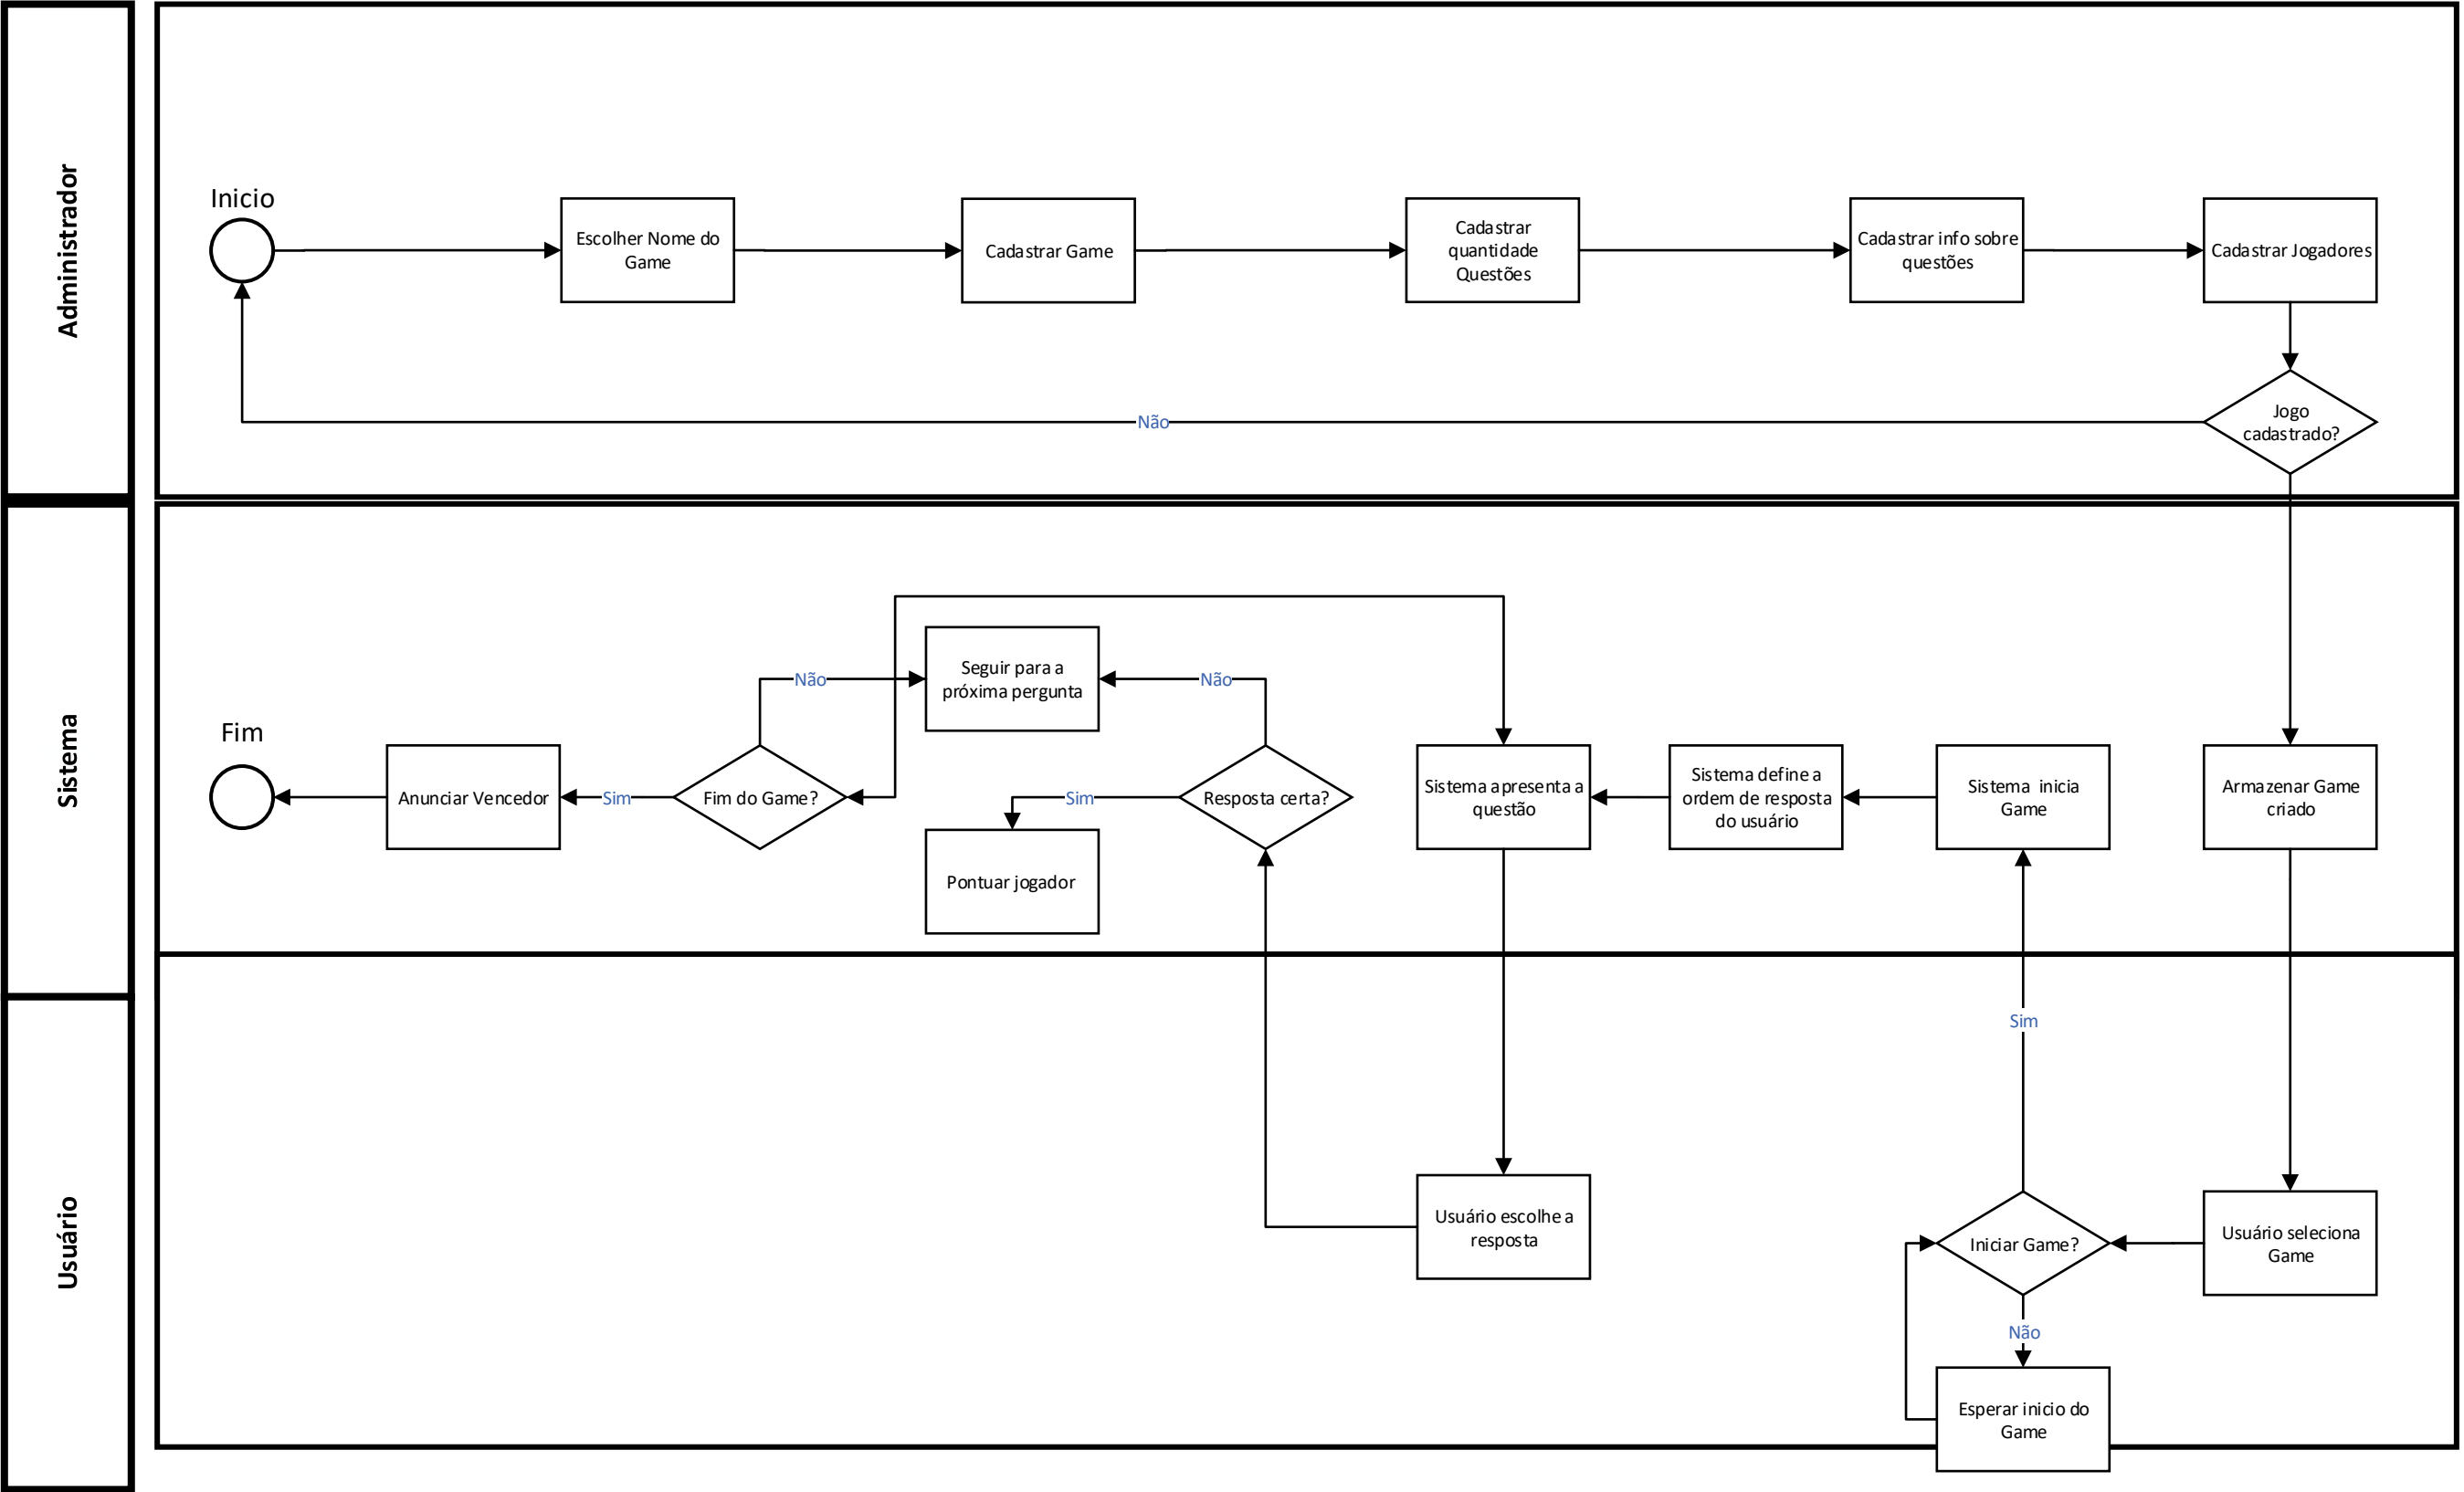 Administrador
Inicio
Escolher Nome do
Game
Cadastrar Game
Cadastrar
quantidade
Questões
Cadastrar info sobre
questões
Cadastrar Jogadores
Jogo
cadastrado?
Não
Sistema
Fim
Anunciar Vencedor
Sim
Fim do Game?
Não
Seguir para a
próxima pergunta
Não
Sim
Pontuar jogador
Resposta certa?
Sistema apresenta a
questão
Sistema define a
ordem de resposta
do usuário
Sistema inicia
Game
Armazenar Game
criado
Usuário
Sim
Usuário escolhe a
resposta
Iniciar Game?
Usuário seleciona
Game
Não
Esperar inicio do
Game